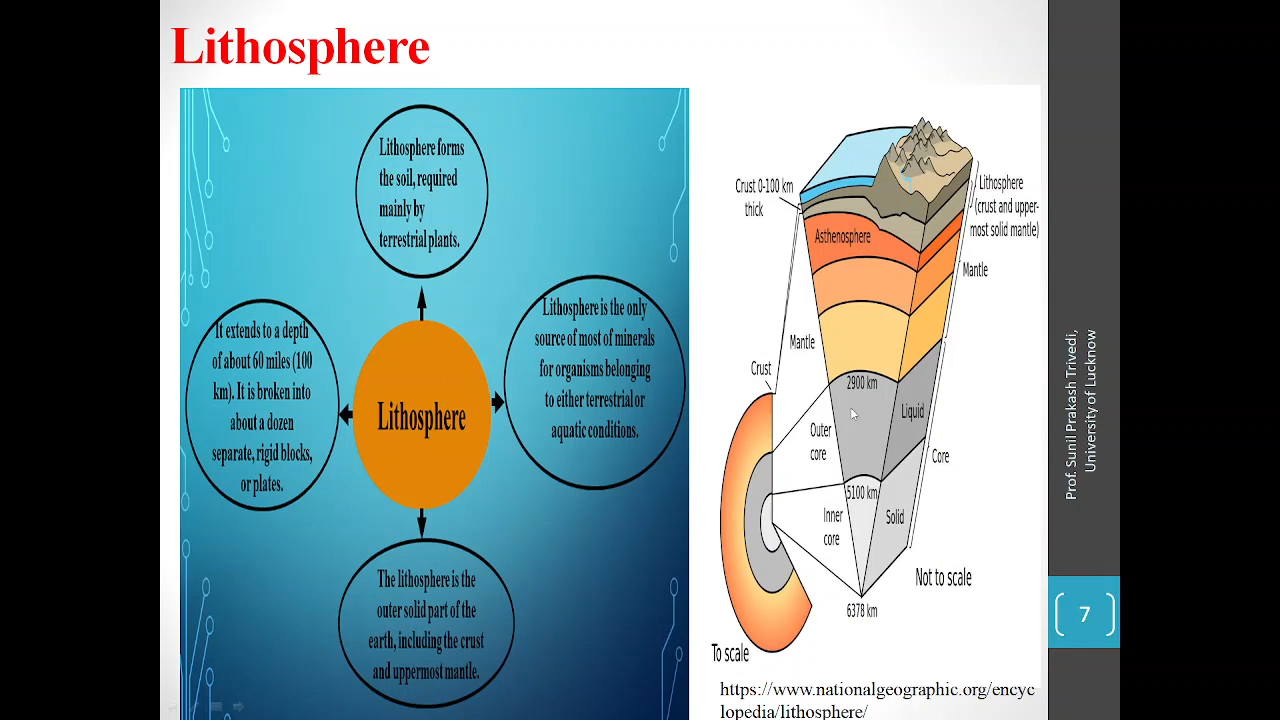 Lithosphere
Lithosphere forms
the soil, required
mainly by
terrestrial plants.
It extends to a depth
of about 60 miles (100
km). It is broken into
about a dozen
separate, rigid blocks,
or plates.
Lithosphere
Lithosphere is the only
source of most of minerals
for organisms belonging
to either terrestrial or
aquatic conditions.
The lithosphere is the
outer solid part of the
earth, including the crust
and uppermost mantle.
Crust 0-100 km
thick
Lithosphere
(crust and upper-
most solid mantle)
Asthenosphere
Mantle
Mantle
Crust
2900 km
Liquid
Outer
core
Core
5100 km
Inner
core
Solid
Not to scale
6378 km
To scale
https://www.nationalgeographic.org/encyc
lopedia/lithosphere/
Prof. Sunil Prakash Trivedi,
University of Lucknow
7